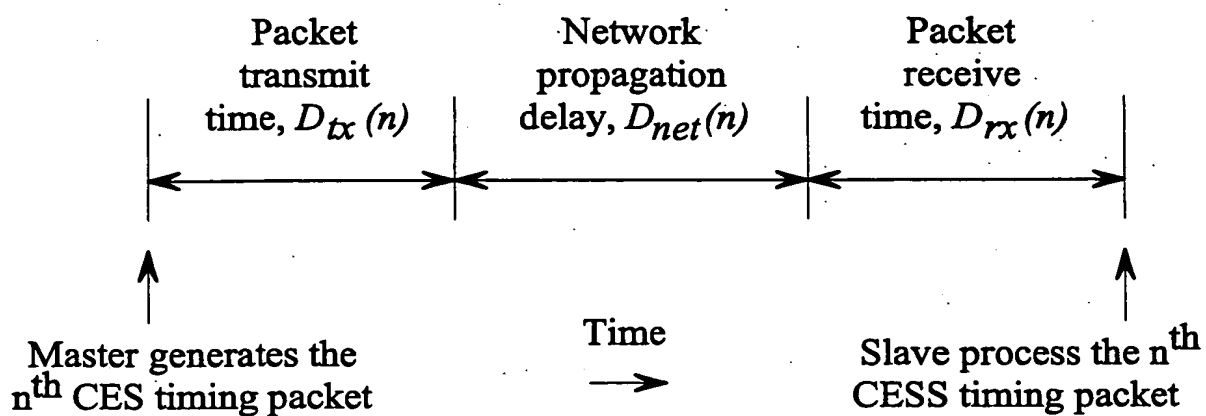 Packet
transmit
time, D_tx(n)
Network
propagation
delay, D_net(n)
Packet
receive
time, D_rx(n)
Master generates the
n^th CES timing packet
Time
Slave process the n^th
CESS timing packet